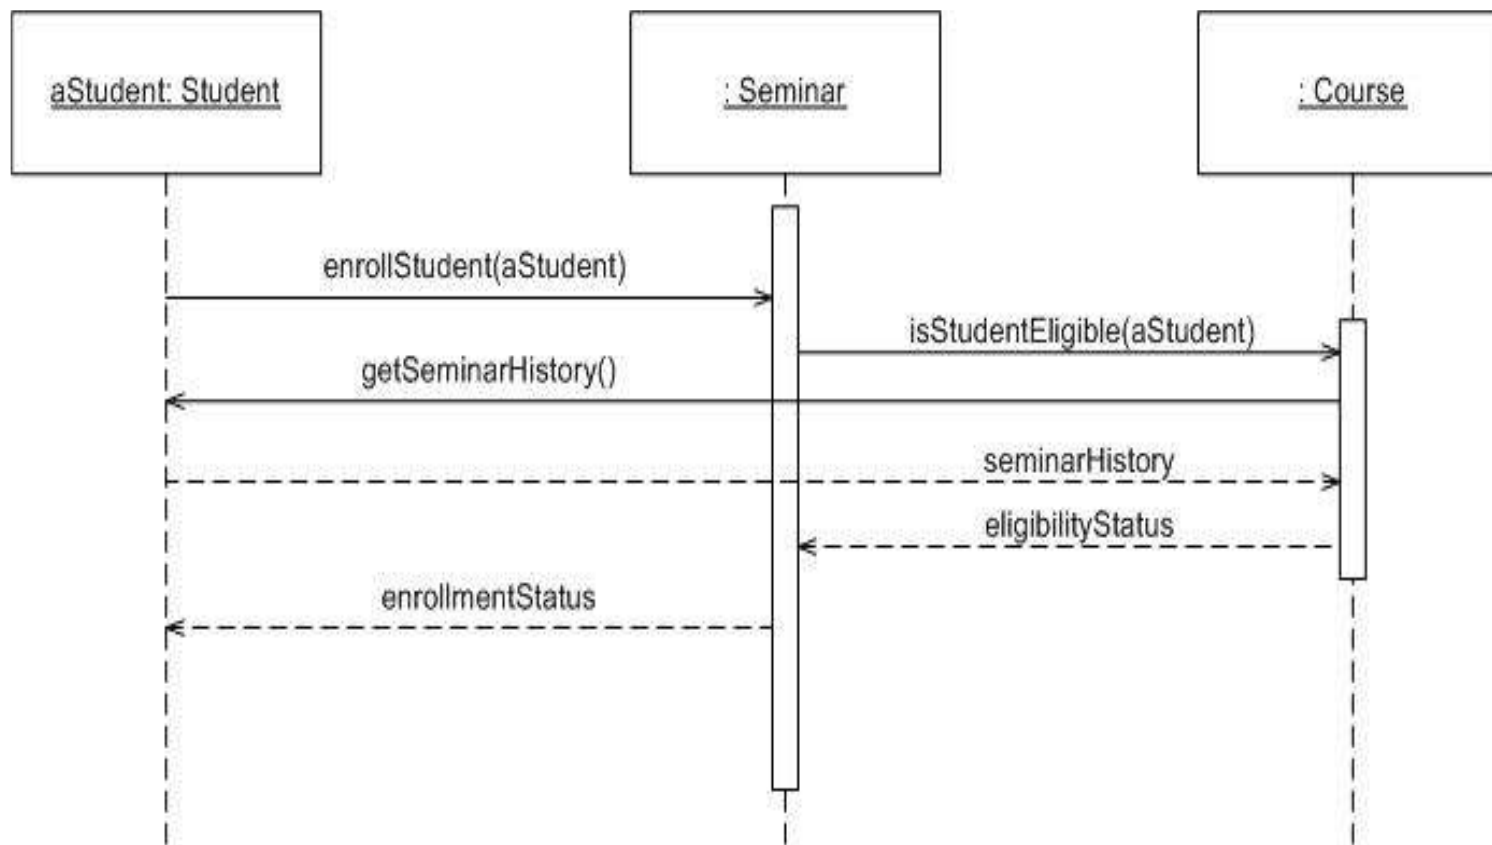 aStudent: Student
: Seminar
: Course
enrollStudent(aStudent)
isStudentEligible(aStudent)
getSeminarHistory()
seminarHistory
eligibilityStatus
enrollmentStatus